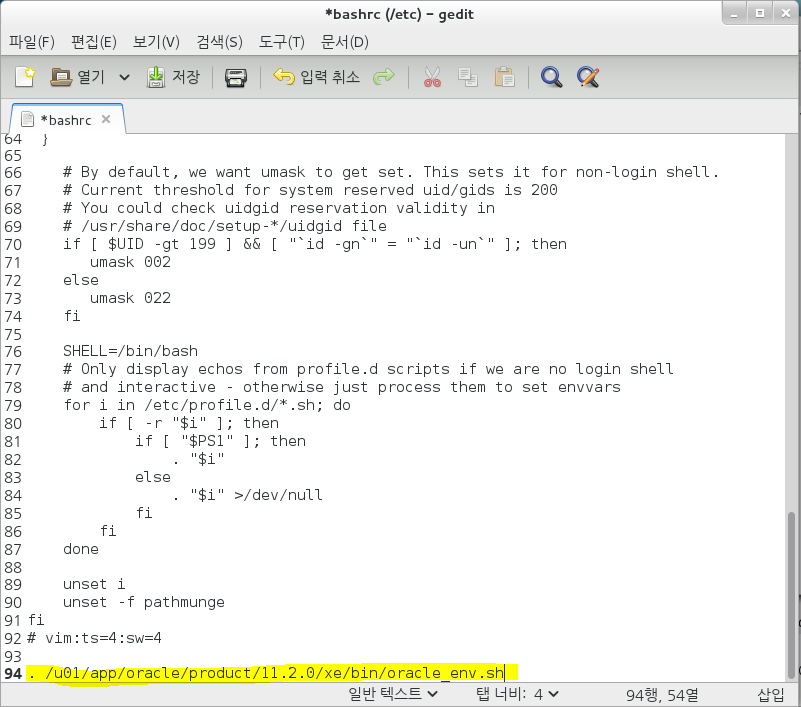 *bashrc (/etc) - gedit
파일(F) 편집(E) 보기(V) 검색(S) 도구(T) 문서(D)
열기 저장 입력 취소
*bashrc
64 }
65
66 # By default, we want umask to get set. This sets it for non-login shell.
67 # Current threshold for system reserved uid/gids is 200
68 # You could check uidgid reservation validity in
69 # /usr/share/doc/setup-*/uidgid file
70 if [ $UID -gt 199 ] && [ "`id -gn`" = "`id -un`" ]; then
71 umask 002
72 else
73 umask 022
74 fi
75
76 SHELL=/bin/bash
77 # Only display echos from profile.d scripts if we are no login shell
78 # and interactive - otherwise just process them to set envvars
79 for i in /etc/profile.d/*.sh; do
80 if [ -r "$i" ]; then
81 if [ "$PS1" ]; then
82 . "$i"
83 else
84 . "$i" >/dev/null
85 fi
86 fi
87 done
88
89 unset i
90 unset -f pathmunge
91 fi
92 # vim:ts=4:sw=4
93
94 . /u01/app/oracle/product/11.2.0/xe/bin/oracle_env.sh
일반 텍스트 탭 너비: 4 94행, 54열 삽입